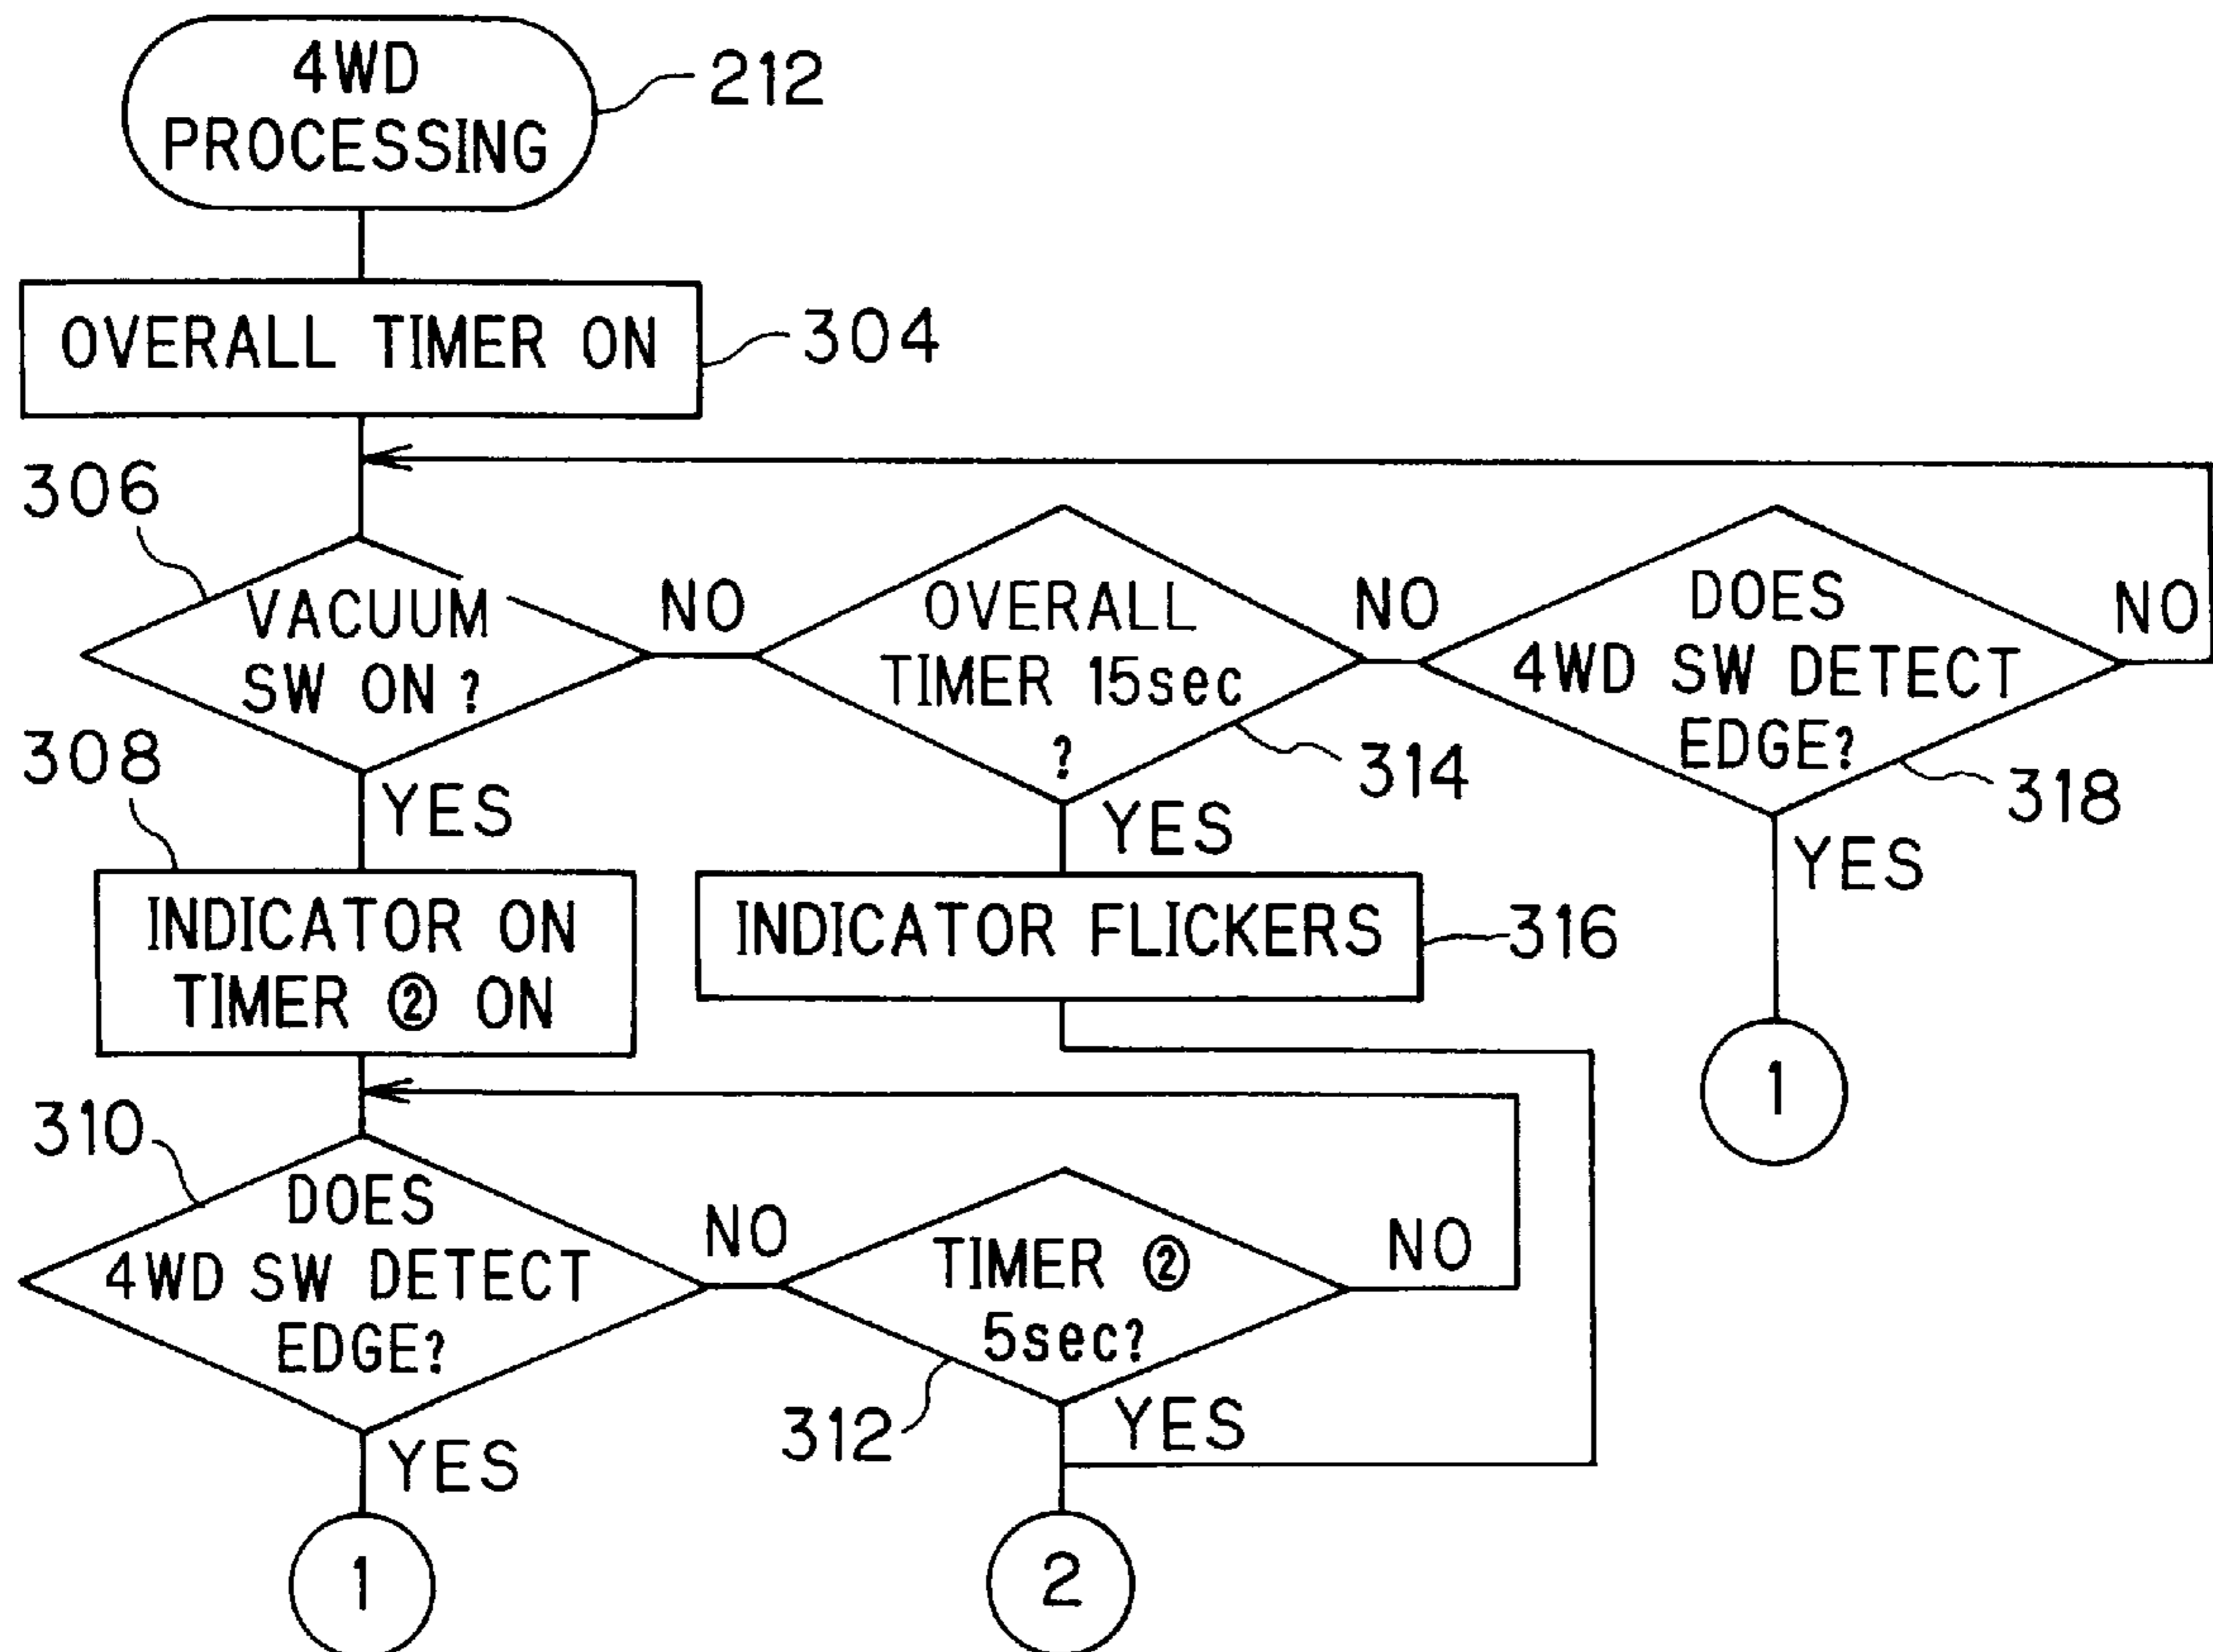 4WD
PROCESSING
212
OVERALL TIMER ON
304
306
VACUUM
SW ON ?
NO
OVERALL
TIMER 15sec
?
NO
314
DOES
4WD SW DETECT
EDGE?
NO
318
308
YES
YES
YES
INDICATOR ON
TIMER ② ON
INDICATOR FLICKERS
316
1
310
DOES
4WD SW DETECT
EDGE?
NO
TIMER ②
5sec?
NO
312
YES
YES
1
2